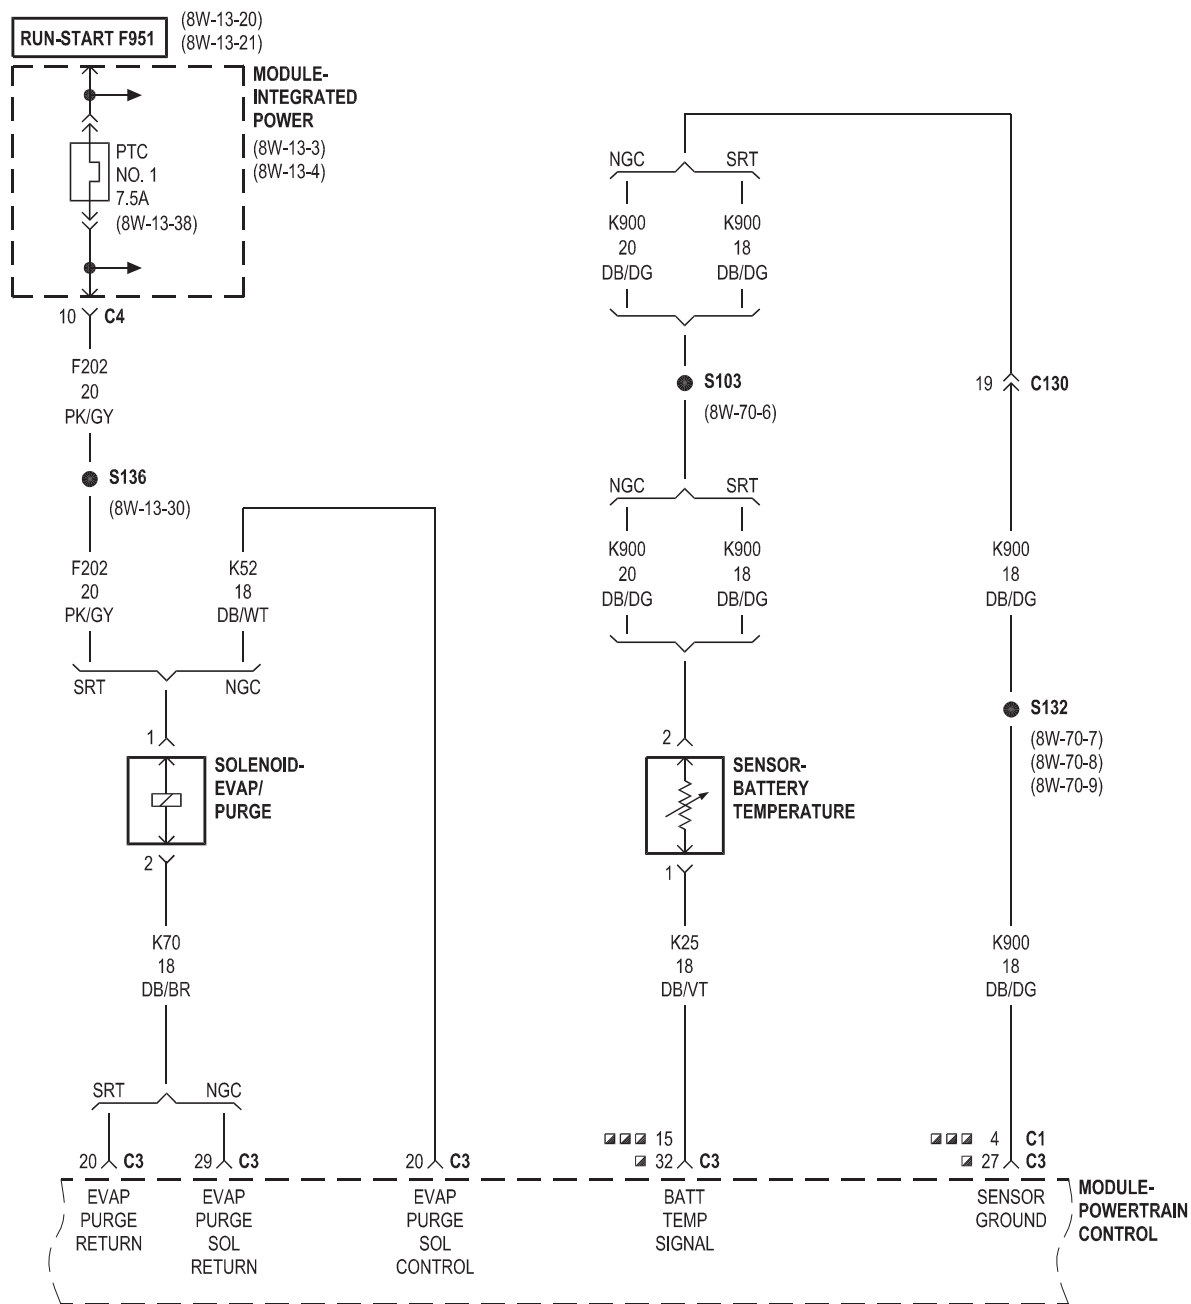 RUN-START F951
(8W-13-20)
(8W-13-21)
MODULE-
INTEGRATED
POWER
(8W-13-3)
(8W-13-4)
PTC
NO. 1
7.5A
(8W-13-38)
10 C4
F202
20
PK/GY
S136
(8W-13-30)
F202
20
PK/GY
K52
18
DB/WT
SRT
NGC
1
SOLENOID-
EVAP/
PURGE
2
K70
18
DB/BR
SRT
NGC
20 C3
29 C3
20 C3
EVAP
PURGE
RETURN
EVAP
PURGE
SOL
RETURN
EVAP
PURGE
SOL
CONTROL
NGC
SRT
K900
20
DB/DG
K900
18
DB/DG
S103
(8W-70-6)
NGC
SRT
K900
20
DB/DG
K900
18
DB/DG
2
SENSOR-
BATTERY
TEMPERATURE
1
K25
18
DB/VT
15
32 C3
BATT
TEMP
SIGNAL
19 C130
K900
18
DB/DG
S132
(8W-70-7)
(8W-70-8)
(8W-70-9)
K900
18
DB/DG
4 C1
27 C3
SENSOR
GROUND
MODULE-
POWERTRAIN
CONTROL